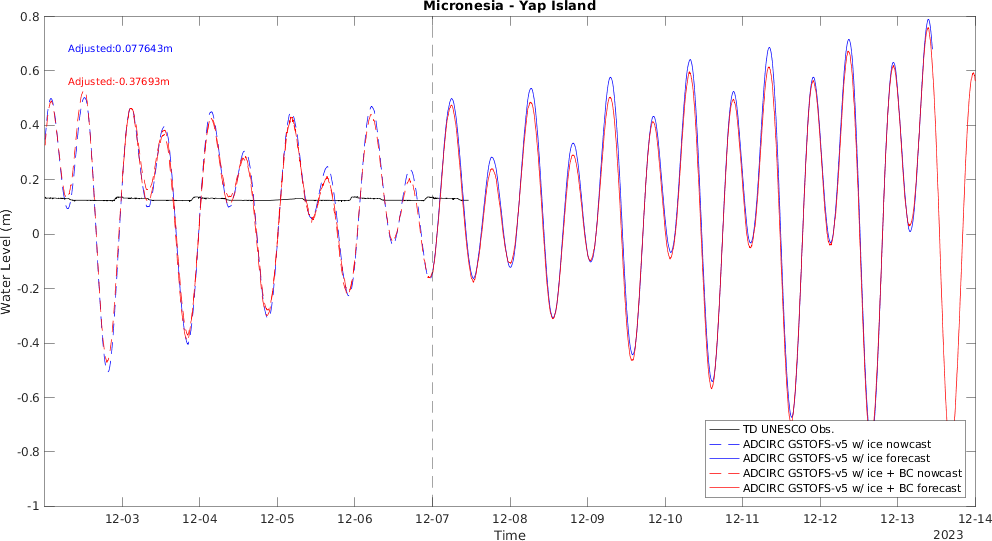 Micronesia - Yap Island
Adjusted:0.077643m
Adjusted:-0.37693m
Water Level (m)
0.8
0.6
0.4
0.2
0
-0.2
-0.4
-0.6
-0.8
-1
TD UNESCO Obs.
ADCIRC GSTOFS-v5 w/ ice nowcast
ADCIRC GSTOFS-v5 w/ ice forecast
ADCIRC GSTOFS-v5 w/ ice + BC nowcast
ADCIRC GSTOFS-v5 w/ ice + BC forecast
12-03 12-04 12-05 12-06 12-07 12-08 12-09 12-10 12-11 12-12 12-13 12-14
Time
2023